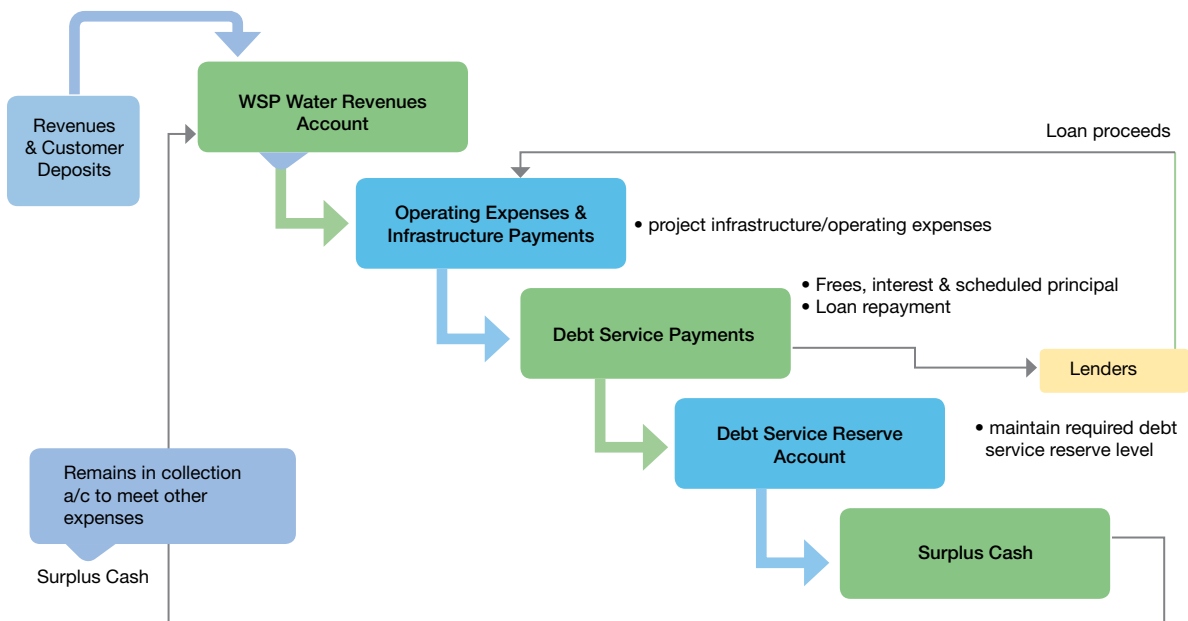 Revenues
& Customer
Deposits
WSP Water Revenues
Account
Loan proceeds
Operating Expenses &
Infrastructure Payments
• project infrastructure/operating expenses
• Frees, interest & scheduled principal
• Loan repayment
Debt Service Payments
Lenders
Debt Service Reserve
Account
• maintain required debt
service reserve level
Remains in collection
a/c to meet other
expenses
Surplus Cash
Surplus Cash